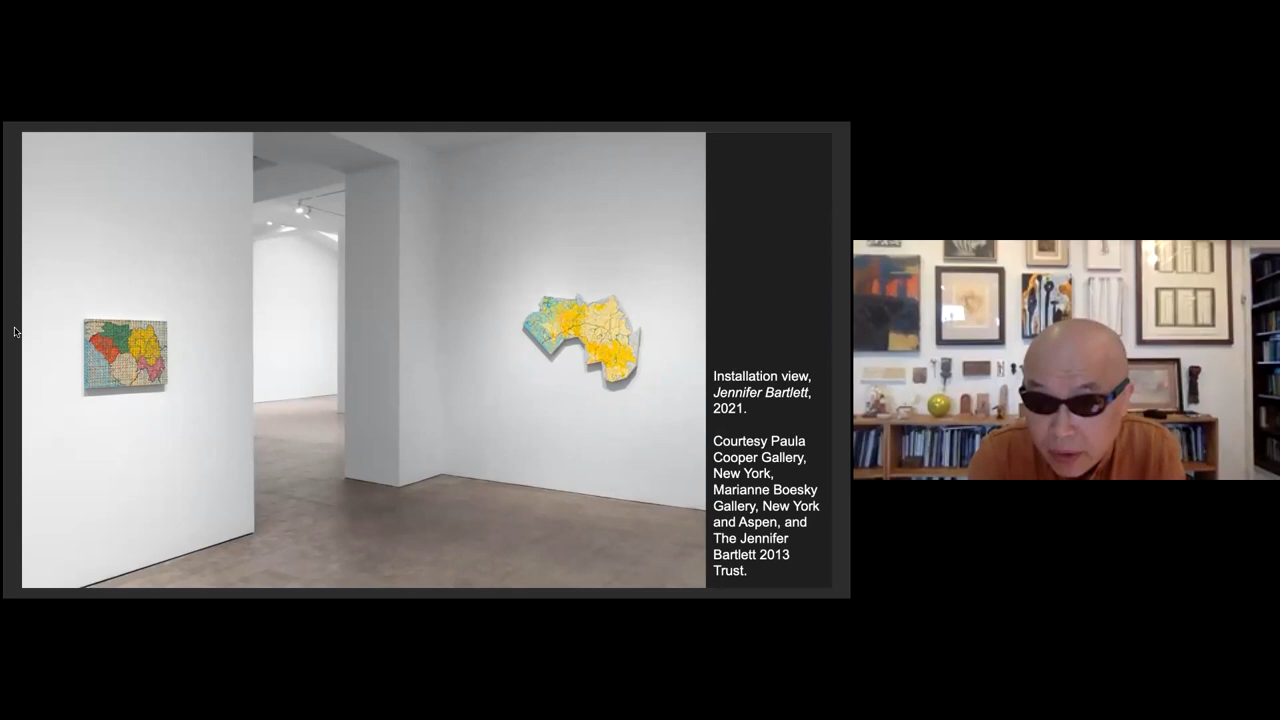 Installation view,
Jennifer Bartlett,
2021.
Courtesy Paula
Cooper Gallery,
New York,
Marianne Boesky
Gallery, New York
and Aspen, and
The Jennifer
Bartlett 2013
Trust.